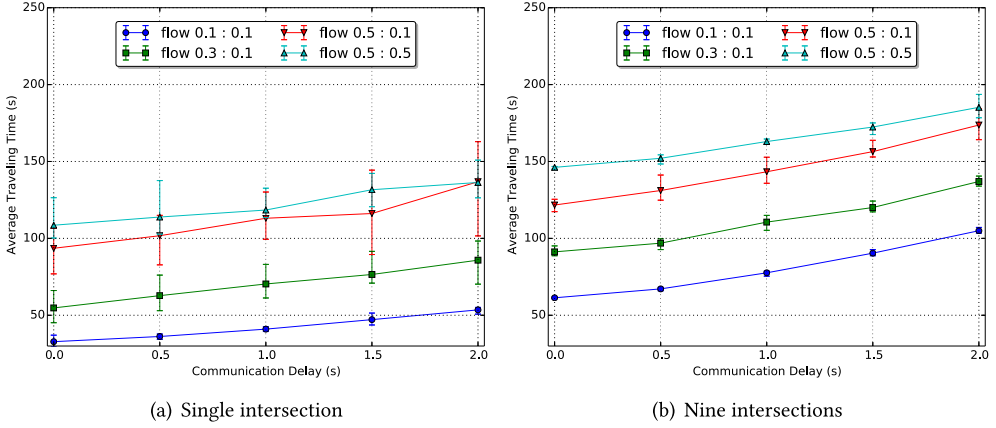 250
200
150
100
50
Average Traveling Time (s)
flow 0.1 : 0.1
flow 0.3 : 0.1
flow 0.5 : 0.1
flow 0.5 : 0.5
0.0 0.5 1.0 1.5 2.0
Communication Delay (s)
(a) Single intersection
250
200
150
100
50
Average Traveling Time (s)
flow 0.1 : 0.1
flow 0.3 : 0.1
flow 0.5 : 0.1
flow 0.5 : 0.5
0.0 0.5 1.0 1.5 2.0
Communication Delay (s)
(b) Nine intersections